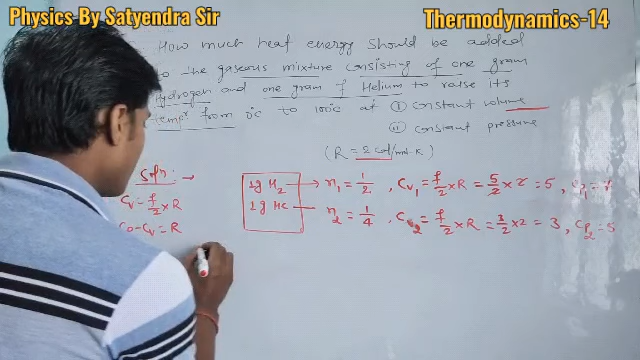 Physics-By Satyendra Sir
Thermodynamics-14
How much heat energy should be added
to the gaseous mixture consisting of one gram
Hydrogen and one gram of Helium to raise its
tempr from 0°c to 100°c at (i) constant volume
(ii) constant pressure
(R = 2 cal/mol-K)
Soln: →
Cv = f/2 × R
Cp - Cv = R
1g H2 → n1 = 1/2, Cv1 = f/2 × R = 5/2 × 2 = 5, Cp1 = 7
1g He — n2 = 1/4, Cv2 = f/2 × R = 3/2 × 2 = 3, Cp2 = 5